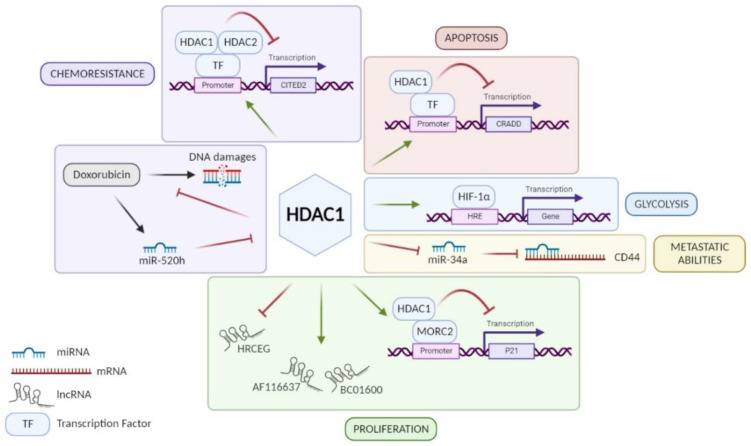 CHEMORESISTANCE
HDAC1
HDAC2
TF
Transcription
Promoter
CITED2
APOPTOSIS
HDAC1
TF
Transcription
Promoter
CRADD
Doxorubicin
DNA damages
miR-520h
HDAC1
HIF-1α
Transcription
HRE
Gene
GLYCOLYSIS
miR-34a
CD44
METASTATIC
ABILITIES
HRCEG
AF116637
BC01600
HDAC1
MORC2
Transcription
Promoter
P21
PROLIFERATION
miRNA
mRNA
lncRNA
TF
Transcription Factor